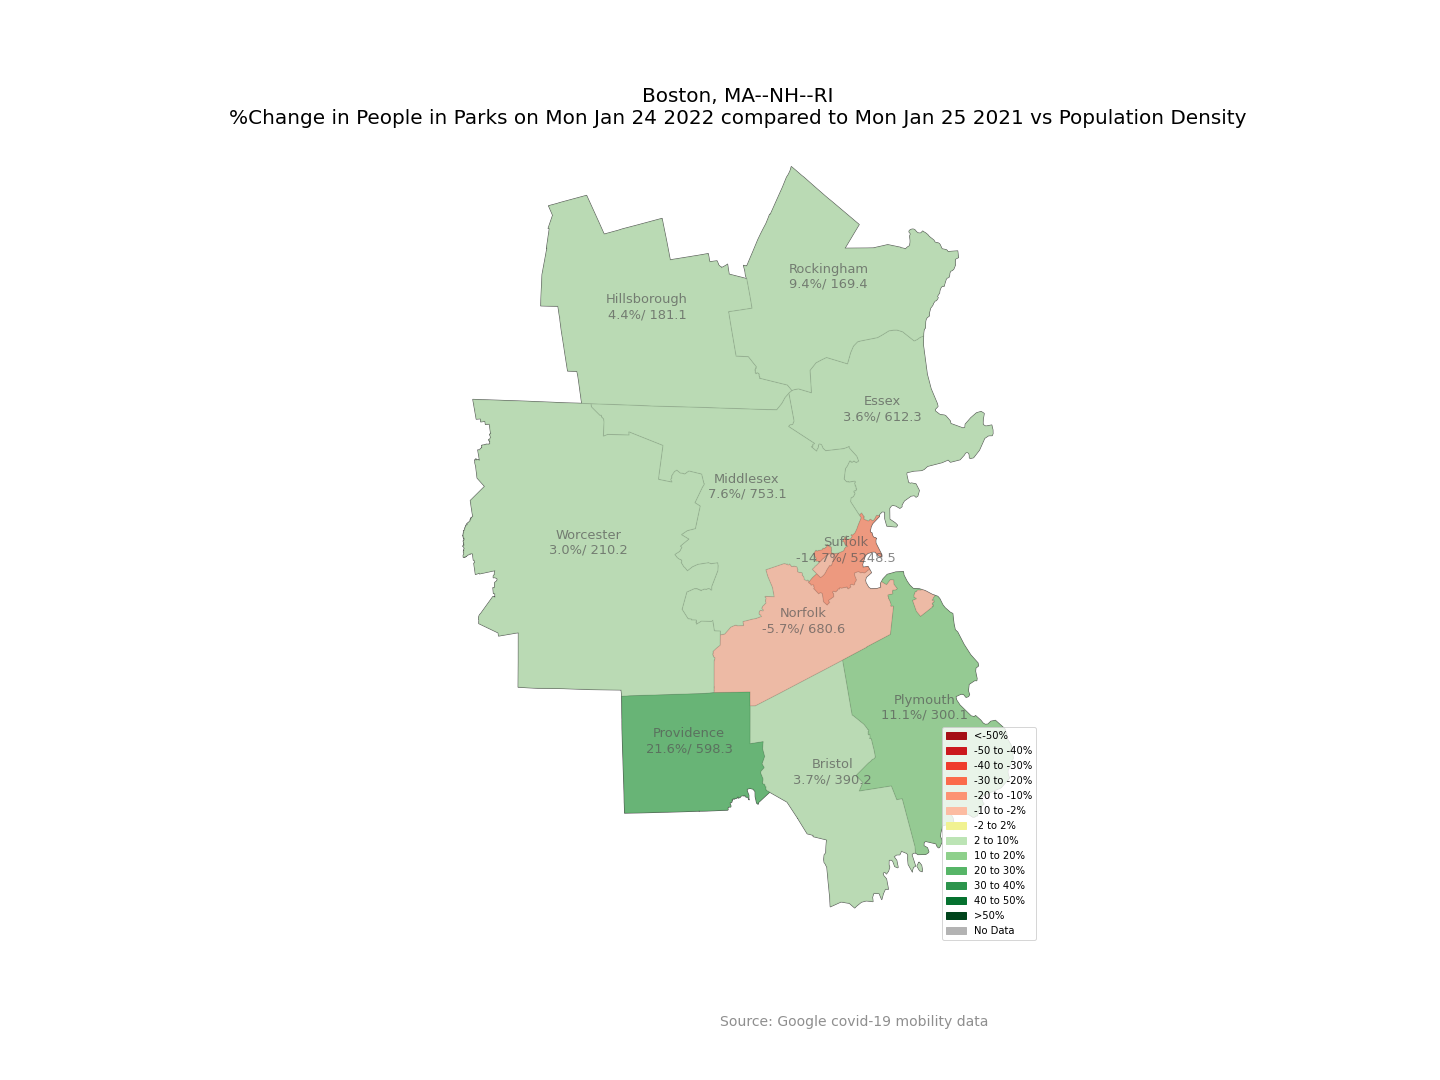 Boston, MA--NH--RI
%Change in People in Parks on Mon Jan 24 2022 compared to Mon Jan 25 2021 vs Population Density
Rockingham
9.4%/ 169.4
Hillsborough
4.4%/ 181.1
Essex
3.6%/ 612.3
Middlesex
7.6%/ 753.1
Worcester
3.0%/ 210.2
Suffolk
-14.7%/ 5248.5
Norfolk
-5.7%/ 680.6
Plymouth
11.1%/ 300.1
Providence
21.6%/ 598.3
Bristol
3.7%/ 390.2
<-50%
-50 to -40%
-40 to -30%
-30 to -20%
-20 to -10%
-10 to -2%
-2 to 2%
2 to 10%
10 to 20%
20 to 30%
30 to 40%
40 to 50%
>50%
No Data
Source: Google covid-19 mobility data